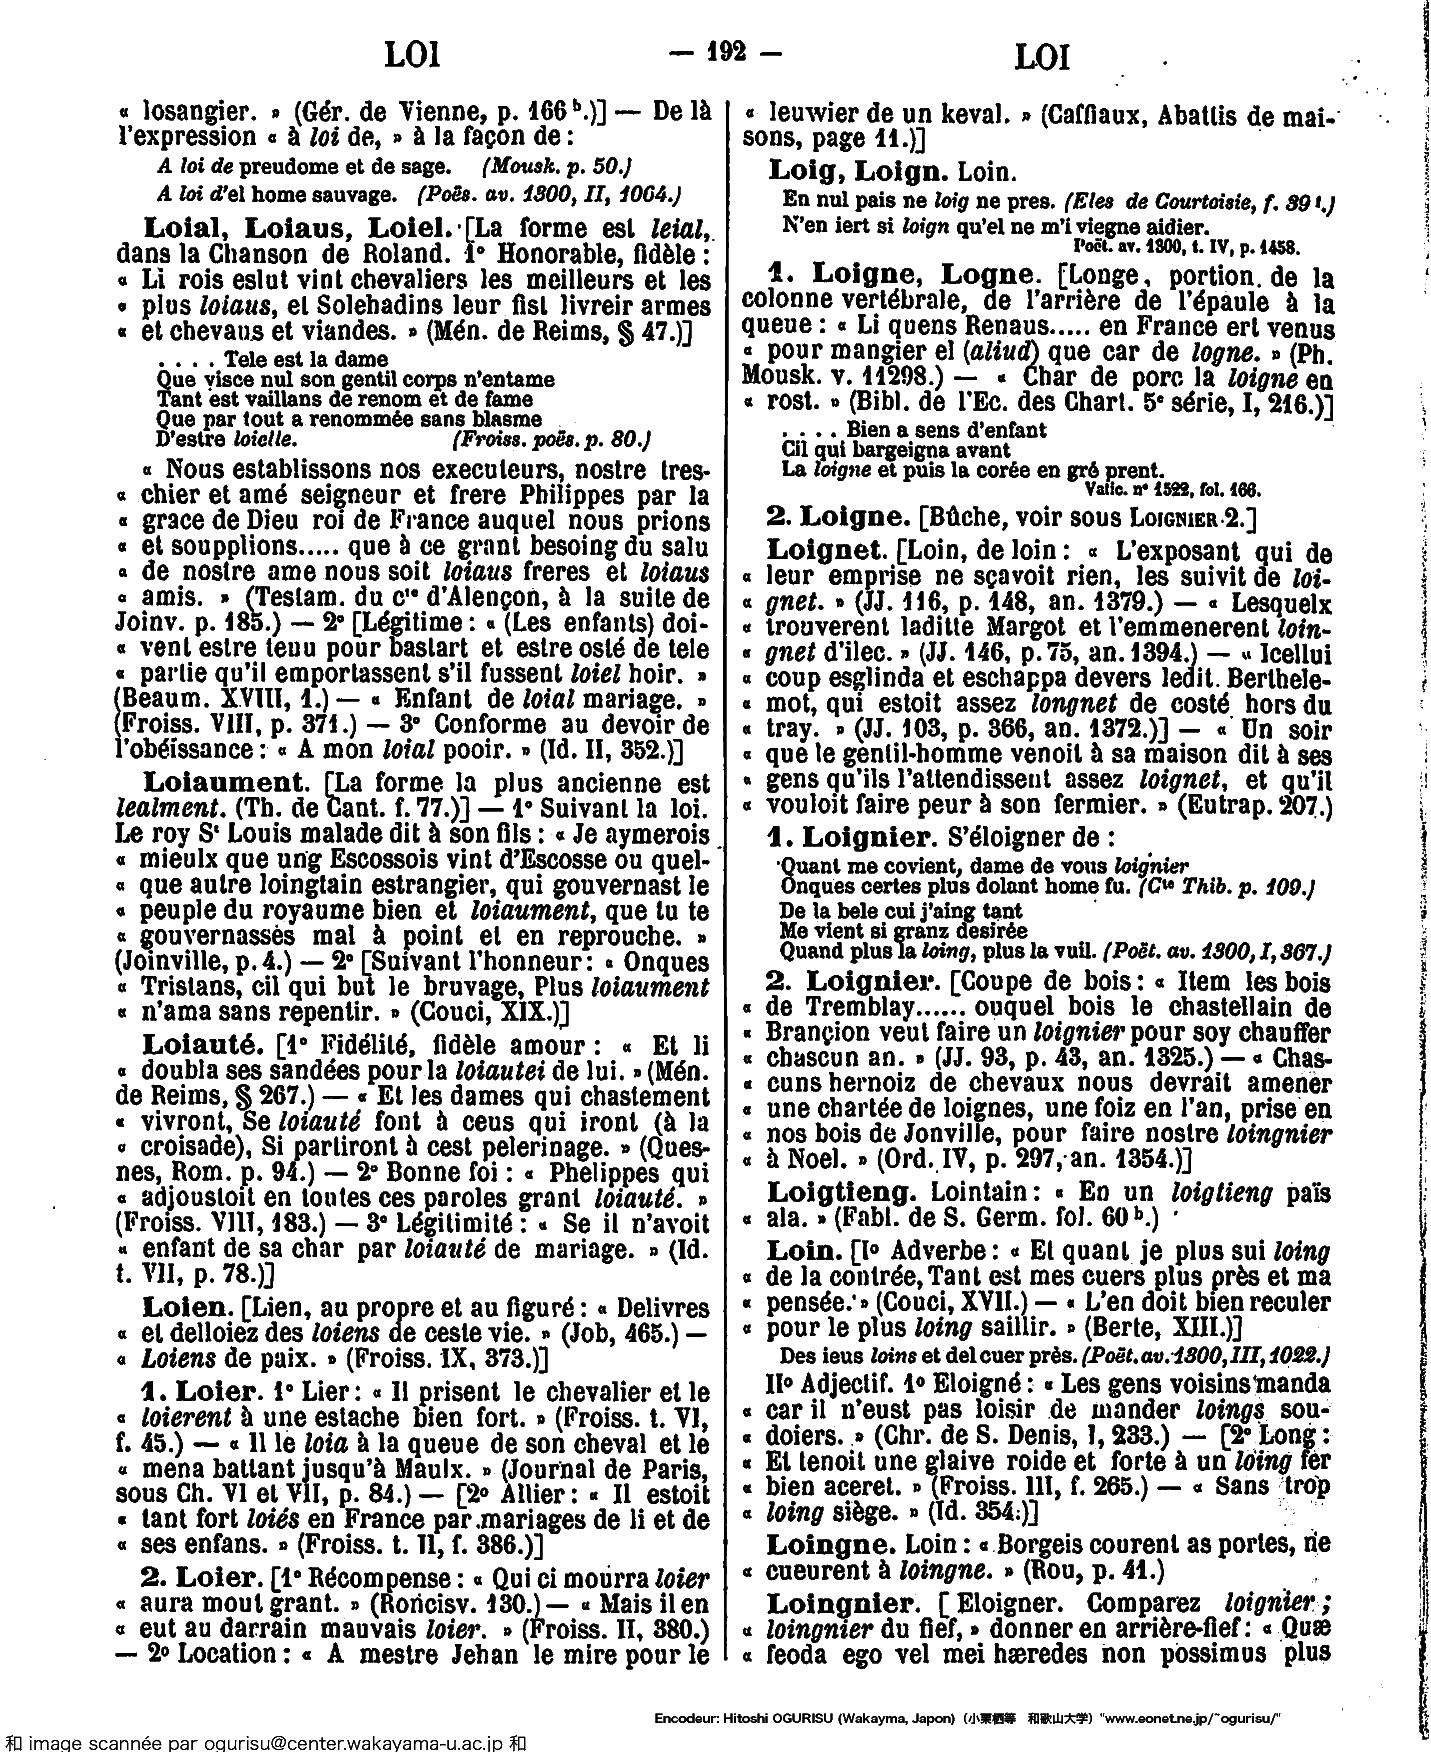 LOI — 192 — LOI
« losangier. » (Gér. de Vienne, p. 166 b.)] — De là
l'expression « à loi de, » à la façon de :
A loi de preudome et de sage. (Mousk. p. 50.)
A loi d'el home sauvage. (Poës. av. 1300, II, 1064.)
Loial, Loiaus, Loiel. [La forme est leial,
dans la Chanson de Roland. 1° Honorable, fidèle :
« Li rois eslut vint chevaliers les meilleurs et les
« plus loiaus, et Solehadins leur fist livreir armes
« et chevaus et viandes. » (Mén. de Reims, § 47.)]
. . . . Tele est la dame
Que visce nul son gentil corps n'entame
Tant est vaillans de renom et de fame
Que par tout a renommée sans blasme
D'estre loielle. (Froiss. poës. p. 80.)
« Nous establissons nos executeurs, nostre tres-
« chier et amé seigneur et frere Philippes par la
« grace de Dieu roi de France auquel nous prions
« et soupplions..... que à ce grant besoing du salu
« de nostre ame nous soit loiaus freres et loiaus
« amis. » (Testam. du cte d'Alençon, à la suite de
Joinv. p. 185.) — 2° [Légitime : « (Les enfants) doi-
« vent estre tenu pour bastart et estre osté de tele
« partie qu'il emportassent s'il fussent loiel hoir. »
(Beaum. XVIII, 1.) — « Enfant de loial mariage. »
(Froiss. VIII, p. 371.) — 3° Conforme au devoir de
l'obéissance : « A mon loial pooir. » (Id. II, 352.)]
Loiaument. [La forme la plus ancienne est
lealment. (Th. de Cant. f. 77.)] — 1° Suivant la loi.
Le roy St Louis malade dit à son fils : « Je aymerois
« mieulx que ung Escossois vint d'Escosse ou quel-
« que autre loingtain estrangier, qui gouvernast le
« peuple du royaume bien et loiaument, que tu te
« gouvernasses mal à point et en reprouche. »
(Joinville, p. 4.) — 2° [Suivant l'honneur : « Onques
« Tristans, cil qui but le bruvage, Plus loiaument
« n'ama sans repentir. » (Couci, XIX.)]
Loiauté. [1° Fidélité, fidèle amour : « Et li
« doubla ses sandées pour la loiautei de lui. » (Mén.
de Reims, § 267.) — « Et les dames qui chastement
« vivront, Se loiauté font à ceus qui iront (à la
« croisade), Si partiront à cest pelerinage. » (Ques-
nes, Rom. p. 94.) — 2° Bonne foi : « Phelippes qui
« adjoustoit en toutes ces paroles grant loiauté. »
(Froiss. VIII, 183.) — 3° Légitimité : « Se il n'avoit
« enfant de sa char par loiauté de mariage. » (Id.
t. VII, p. 78.)]
Loien. [Lien, au propre et au figuré : « Delivres
« et delloiez des loiens de ceste vie. » (Job, 465.) —
« Loiens de paix. » (Froiss. IX, 373.)]
1. Loier. 1° Lier : « Il prisent le chevalier et le
« loierent à une estache bien fort. » (Froiss. t. VI,
f. 45.) — « Il le loia à la queue de son cheval et le
« mena battant jusqu'à Maulx. » (Journal de Paris,
sous Ch. VI et VII, p. 84.) — [2° Allier : « Il estoit
« tant fort loiés en France par mariages de li et de
« ses enfans. » (Froiss. t. II, f. 386.)]
2. Loier. [1° Récompense : « Qui ci mourra loier
« aura mout grant. » (Roncisv. 130.) — « Mais il en
« eut au darrain mauvais loier. » (Froiss. II, 380.)
— 2° Location : « A mestre Jehan le mire pour le
« leuwier de un keval. » (Caffiaux, Abattis de mai-
sons, page 11.)]
Loig, Loign. Loin.
En nul pais ne loig ne pres. (Eles de Courtoisie, f. 39 1.)
N'en iert si loign qu'el ne m'i viegne aidier.
Poët. av. 1300, t. IV, p. 1458.
1. Loigne, Logne. [Longe, portion de la
colonne vertébrale, de l'arrière de l'épaule à la
queue : « Li quens Renaus..... en France ert venus
« pour mangier el (aliud) que car de logne. » (Ph.
Mousk. v. 11298.) — « Char de porc la loigne en
« rost. » (Bibl. de l'Ec. des Chart. 5e série, I, 216.)]
. . . . Bien a sens d'enfant
Cil qui bargeigna avant
La loigne et puis la corée en gré prent.
Vatic. n° 1522, fol. 166.
2. Loigne. [Bûche, voir sous LOIGNIER 2.]
Loignet. [Loin, de loin : « L'exposant qui de
« leur emprise ne sçavoit rien, les suivit de loi-
« gnet. » (JJ. 116, p. 148, an. 1379.) — « Lesquelx
« trouverent laditte Margot et l'emmenerent loin-
« gnet d'ilec. » (JJ. 146, p. 75, an. 1394.) — « Icellui
« coup esglinda et eschappa devers ledit Berthele-
« mot, qui estoit assez longnet de costé hors du
« tray. » (JJ. 103, p. 366, an. 1372.)] — « Un soir
« que le gentil-homme venoit à sa maison dit à ses
« gens qu'ils l'attendissent assez loignet, et qu'il
« vouloit faire peur à son fermier. » (Eutrap. 207.)
1. Loignier. S'éloigner de :
Quant me covient, dame de vous loignier
Onques certes plus dolant home fu. (Cte Thib. p. 109.)
De la bele cui j'aing tant
Me vient si granz desirée
Quand plus la loing, plus la vuil. (Poët. av. 1300, I, 367.)
2. Loignier. [Coupe de bois : « Item les bois
« de Tremblay...... ouquel bois le chastellain de
« Brançion veut faire un loignier pour soy chauffer
« chascun an. » (JJ. 93, p. 43, an. 1325.) — « Chas-
« cuns hernoiz de chevaux nous devrait amener
« une chartée de loignes, une foiz en l'an, prise en
« nos bois de Jonville, pour faire nostre loingnier
« à Noel. » (Ord. IV, p. 297, an. 1354.)]
Loigtieng. Lointain : « En un loigtieng païs
« ala. » (Fabl. de S. Germ. fol. 60 b.)
Loin. [I° Adverbe : « Et quant je plus sui loing
« de la contrée, Tant est mes cuers plus près et ma
« pensée. » (Couci, XVII.) — « L'en doit bien reculer
« pour le plus loing saillir. » (Berte, XIII.)]
Des ieus loins et del cuer près. (Poët. av. 1300, III, 1022.)
II° Adjectif. 1° Eloigné : « Les gens voisins manda
« car il n'eust pas loisir de mander loings sou-
« doiers. » (Chr. de S. Denis, I, 233.) — [2° Long :
« Et tenoit une glaive roide et forte à un loing fer
« bien aceret. » (Froiss. III, f. 265.) — « Sans trop
« loing siège. » (Id. 354.)]
Loingne. Loin : « Borgeis courent as portes, ne
« cueurent à loingne. » (Rou, p. 41.)
Loingnier. [Eloigner. Comparez loignier ;
« loingnier du fief, » donner en arrière-fief : « Quæ
« feoda ego vel mei hæredes non possimus plus
Encodeur: Hitoshi OGURISU (Wakayma, Japon) (小栗栖等 和歌山大学) "www.eonet.ne.jp/~ogurisu/"
和 image scannée par ogurisu@center.wakayama-u.ac.jp 和